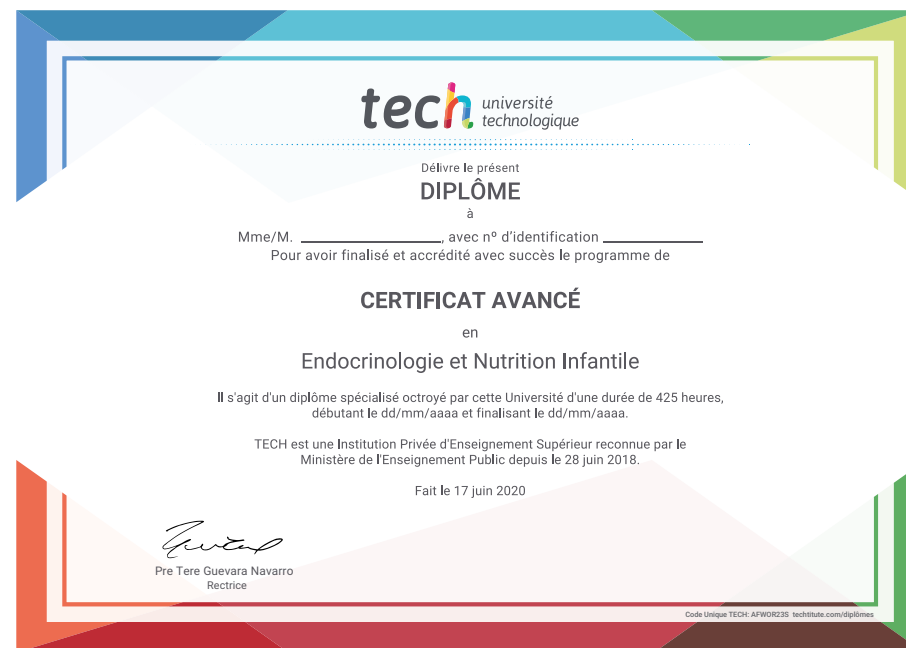 tech université
technologique
Délivre le présent
DIPLÔME
à
Mme/M. ____________________, avec nº d'identification ______________
Pour avoir finalisé et accrédité avec succès le programme de
CERTIFICAT AVANCÉ
en
Endocrinologie et Nutrition Infantile
Il s'agit d'un diplôme spécialisé octroyé par cette Université d'une durée de 425 heures,
débutant le dd/mm/aaaa et finalisant le dd/mm/aaaa.
TECH est une Institution Privée d'Enseignement Supérieur reconnue par le
Ministère de l'Enseignement Public depuis le 28 juin 2018.
Fait le 17 juin 2020
Pre Tere Guevara Navarro
Rectrice
Code Unique TECH: AFWOR23S techtitute.com/diplômes